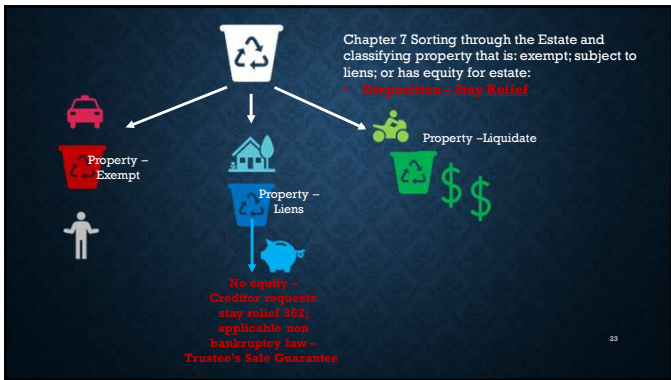 Chapter 7 Sorting through the Estate and
classifying property that is: exempt; subject to
liens; or has equity for estate:
• Disposition – Stay Relief
Property –
Exempt
Property –
Liens
Property –Liquidate
$ $
No equity –
Creditor requests
stay relief 362;
applicable non
bankruptcy law –
Trustee's Sale Guarantee
23